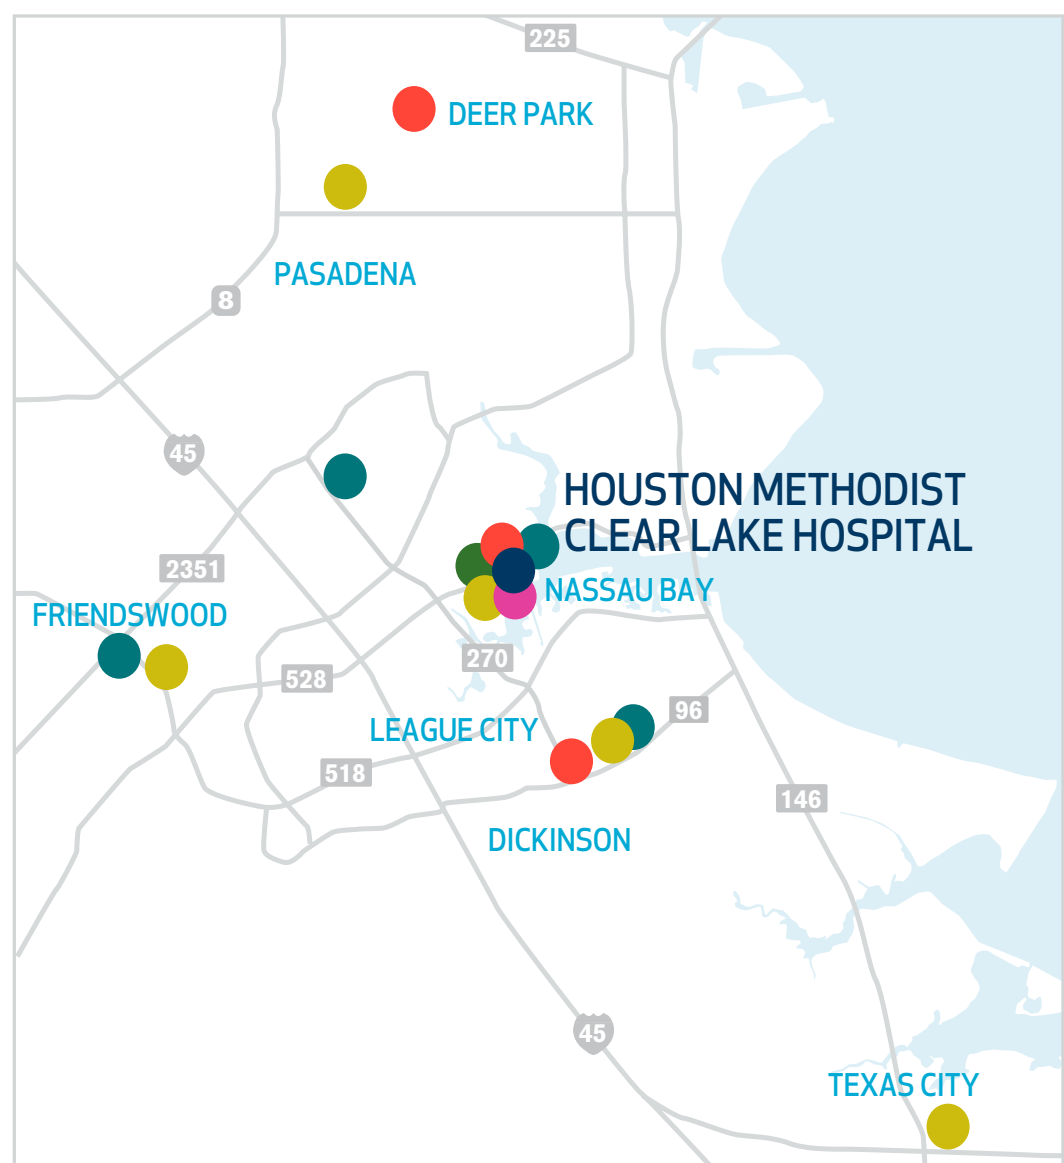 225
DEER PARK
PASADENA
8
45
HOUSTON METHODIST
CLEAR LAKE HOSPITAL
2351
NASSAU BAY
FRIENDSWOOD
270
528
96
LEAGUE CITY
518
146
DICKINSON
45
TEXAS CITY